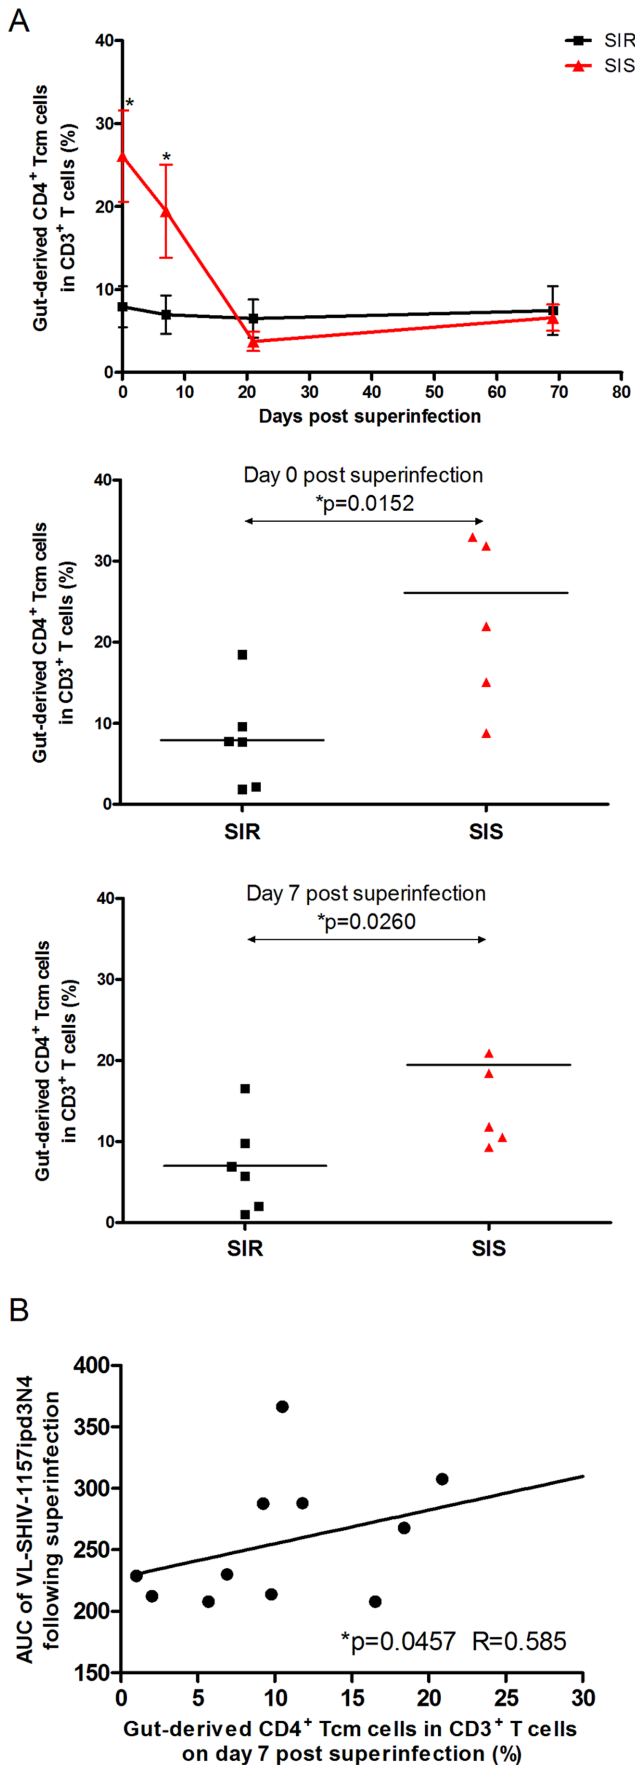 A
SIR
SIS
Gut-derived CD4+ Tcm cells
in CD3+ T cells (%)
40
30
20
10
0
*
*
0 10 20 30 40 50 60 70 80
Days post superinfection
Day 0 post superinfection
*p=0.0152
Gut-derived CD4+ Tcm cells
in CD3+ T cells (%)
40
30
20
10
0
SIR SIS
Day 7 post superinfection
*p=0.0260
Gut-derived CD4+ Tcm cells
in CD3+ T cells (%)
40
30
20
10
0
SIR SIS
B
AUC of VL-SHIV-1157ipd3N4
following superinfection
400
350
300
250
200
150
*p=0.0457 R=0.585
0 5 10 15 20 25 30
Gut-derived CD4+ Tcm cells in CD3+ T cells
on day 7 post superinfection (%)